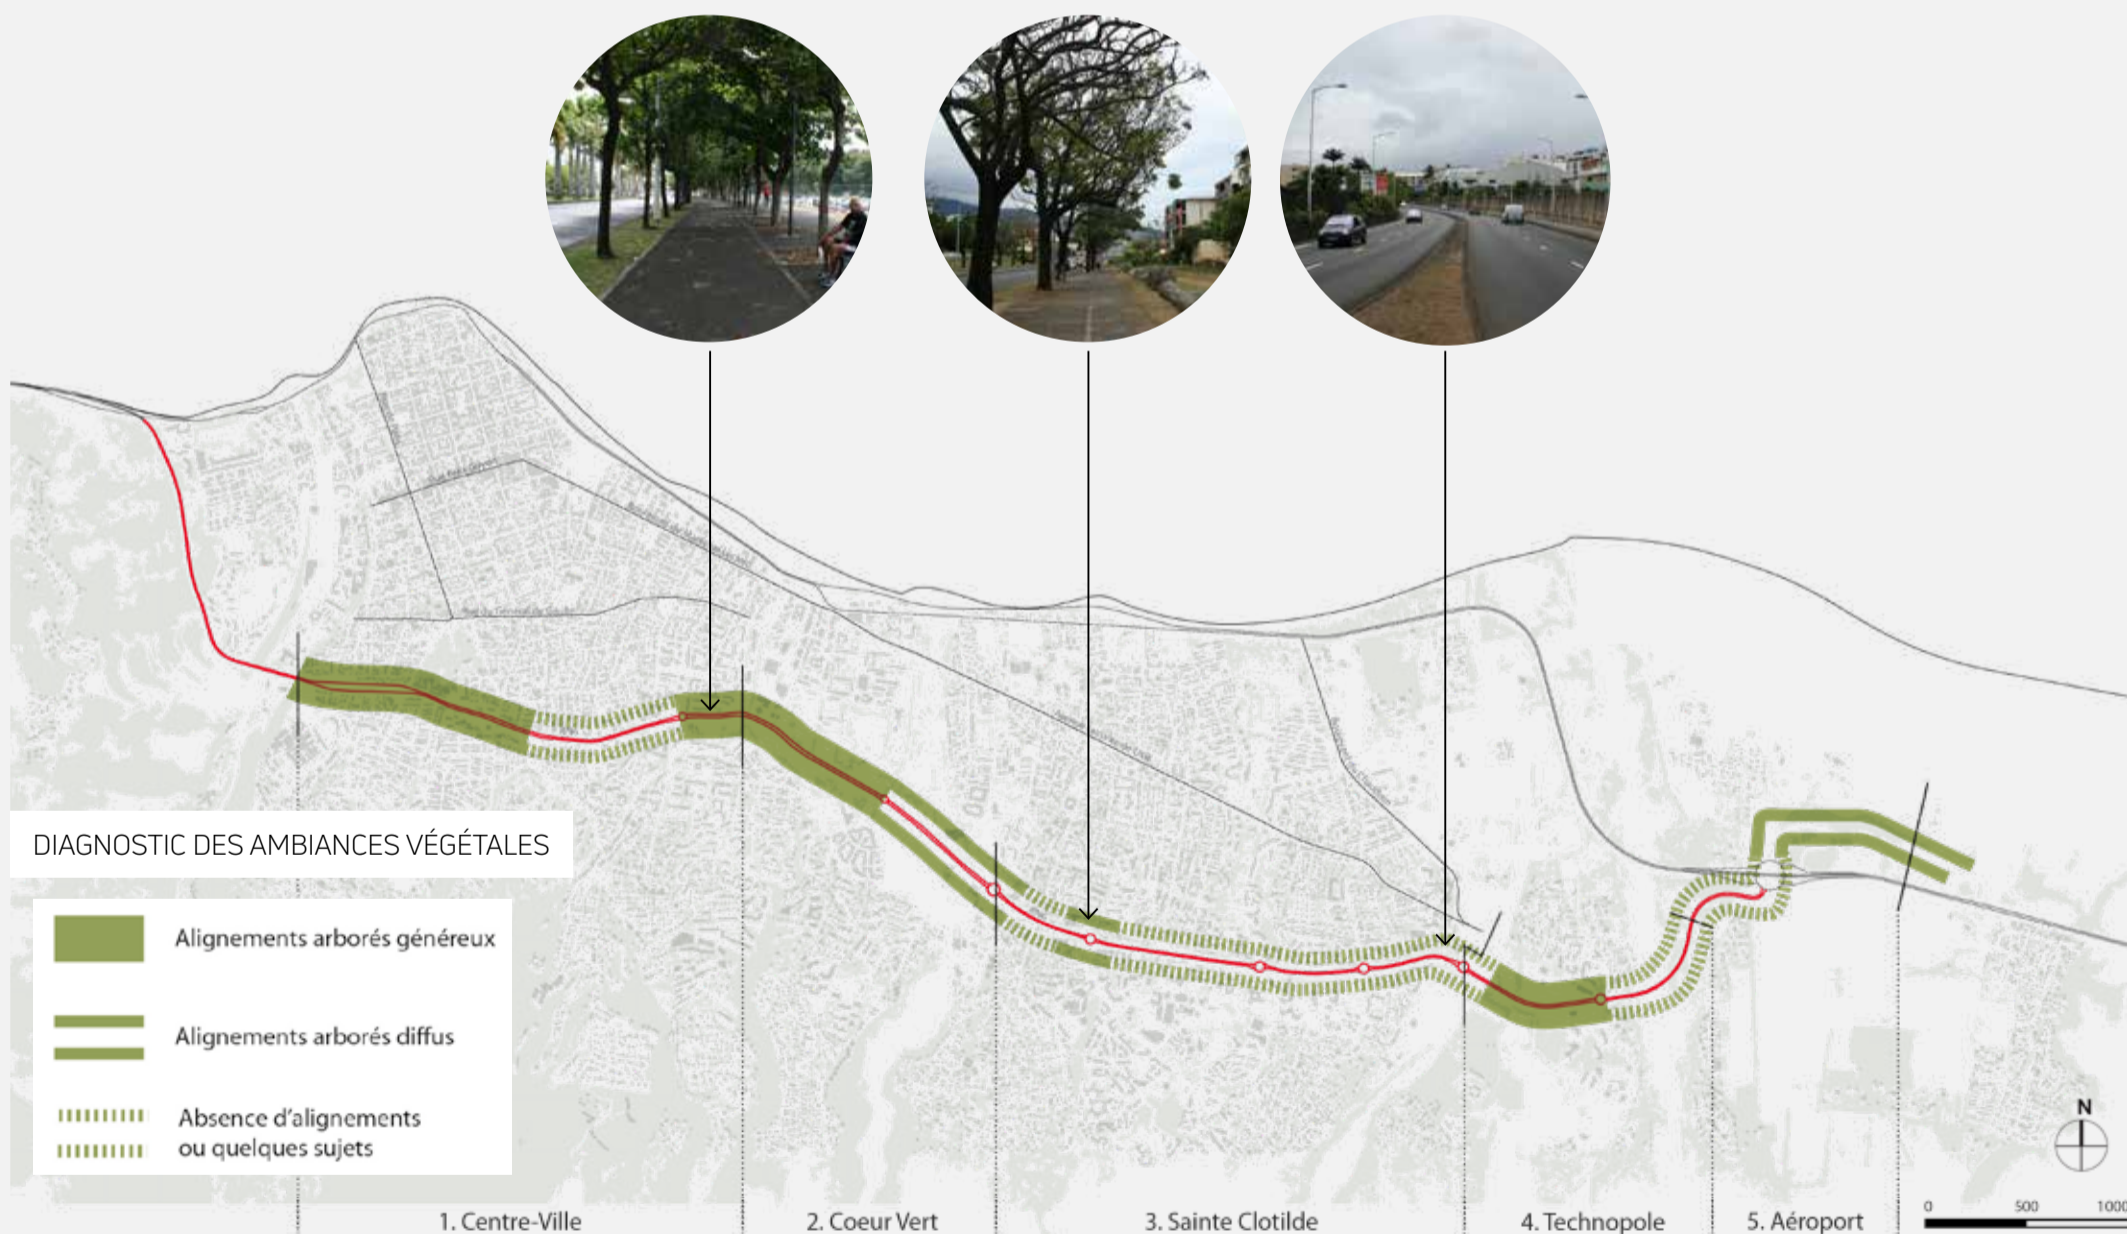 DIAGNOSTIC DES AMBIANCES VÉGÉTALES
Alignements arborés généreux
Alignements arborés diffus
Absence d'alignements
ou quelques sujets
1. Centre-Ville
2. Coeur Vert
3. Sainte Clotilde
4. Technopole
5. Aéroport
N
0 500 1000